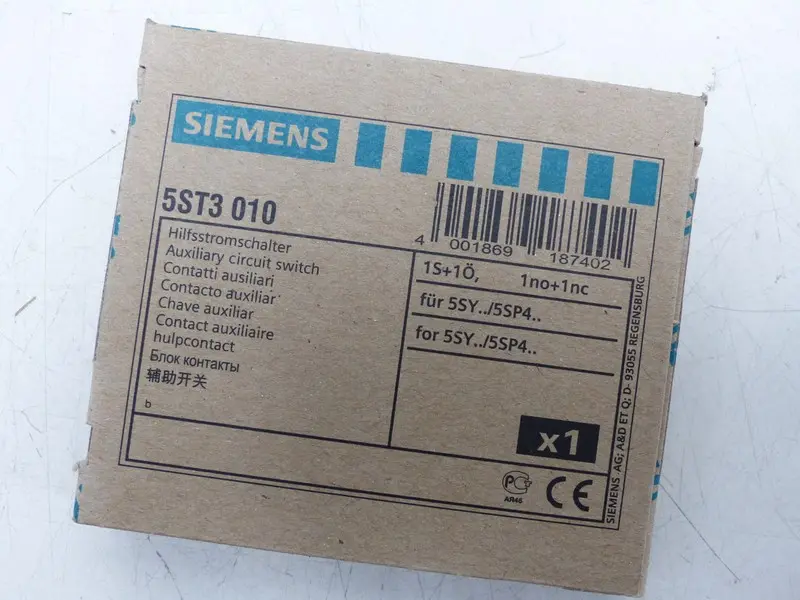 SIEMENS
5ST3 010
4 001869 187402
Hilfsstromschalter
Auxiliary circuit switch
Contatti ausiliari
Contacto auxiliar
Chave auxiliar
Contact auxiliaire
hulpcontact
Блок контакты
辅助开关
b
1S+1Ö, 1no+1nc
für 5SY../5SP4..
for 5SY../5SP4..
x1
AR46
CE
SIEMENS AG; A&D ET Q; D- 93055 REGENSBURG